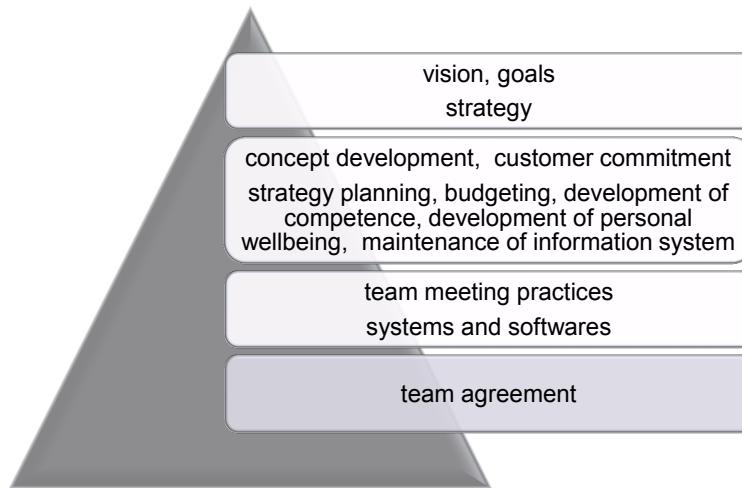 vision, goals
strategy
concept development, customer commitment
strategy planning, budgeting, development of
competence, development of personal
wellbeing, maintenance of information system
team meeting practices
systems and softwares
team agreement